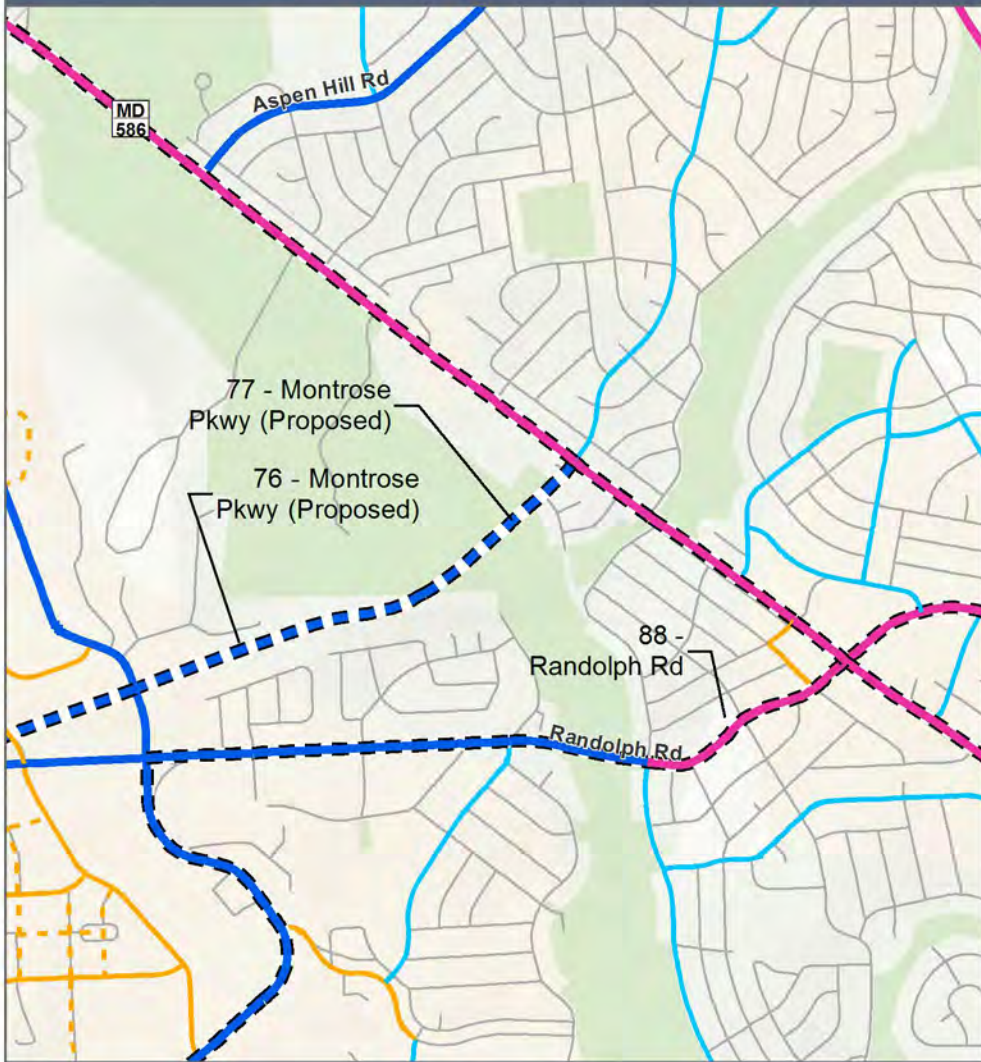 Aspen Hill Rd
MD
586
77 - Montrose
Pkwy (Proposed)
76 - Montrose
Pkwy (Proposed)
88 -
Randolph Rd
Randolph Rd